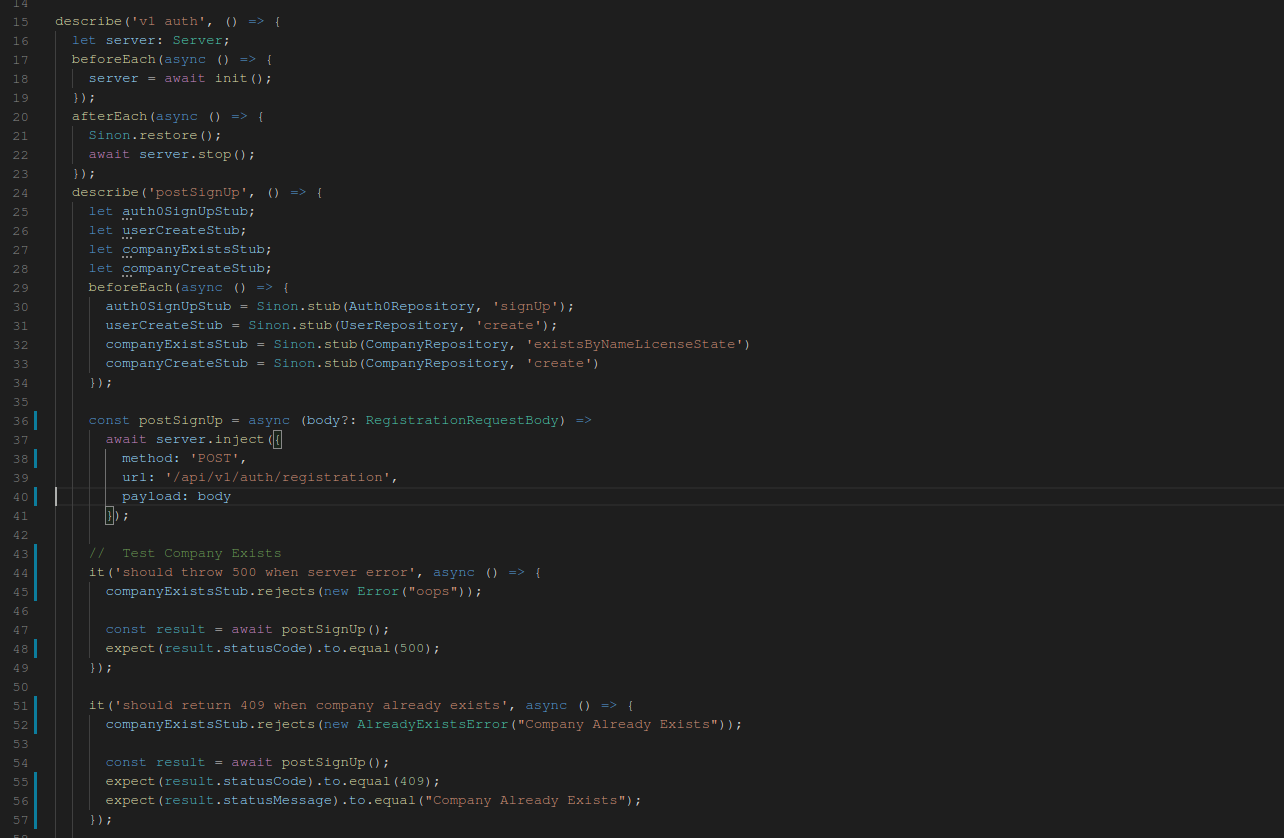 14
15 describe('v1 auth', () => {
16 let server: Server;
17 beforeEach(async () => {
18 server = await init();
19 });
20 afterEach(async () => {
21 Sinon.restore();
22 await server.stop();
23 });
24 describe('postSignUp', () => {
25 let auth0SignUpStub;
26 let userCreateStub;
27 let companyExistsStub;
28 let companyCreateStub;
29 beforeEach(async () => {
30 auth0SignUpStub = Sinon.stub(Auth0Repository, 'signUp');
31 userCreateStub = Sinon.stub(UserRepository, 'create');
32 companyExistsStub = Sinon.stub(CompanyRepository, 'existsByNameLicenseState')
33 companyCreateStub = Sinon.stub(CompanyRepository, 'create')
34 });
35
36 const postSignUp = async (body?: RegistrationRequestBody) =>
37 await server.inject({
38 method: 'POST',
39 url: '/api/v1/auth/registration',
40 payload: body
41 });
42
43 //  Test Company Exists
44 it('should throw 500 when server error', async () => {
45 companyExistsStub.rejects(new Error("oops"));
46
47 const result = await postSignUp();
48 expect(result.statusCode).to.equal(500);
49 });
50
51 it('should return 409 when company already exists', async () => {
52 companyExistsStub.rejects(new AlreadyExistsError("Company Already Exists"));
53
54 const result = await postSignUp();
55 expect(result.statusCode).to.equal(409);
56 expect(result.statusMessage).to.equal("Company Already Exists");
57 });
58